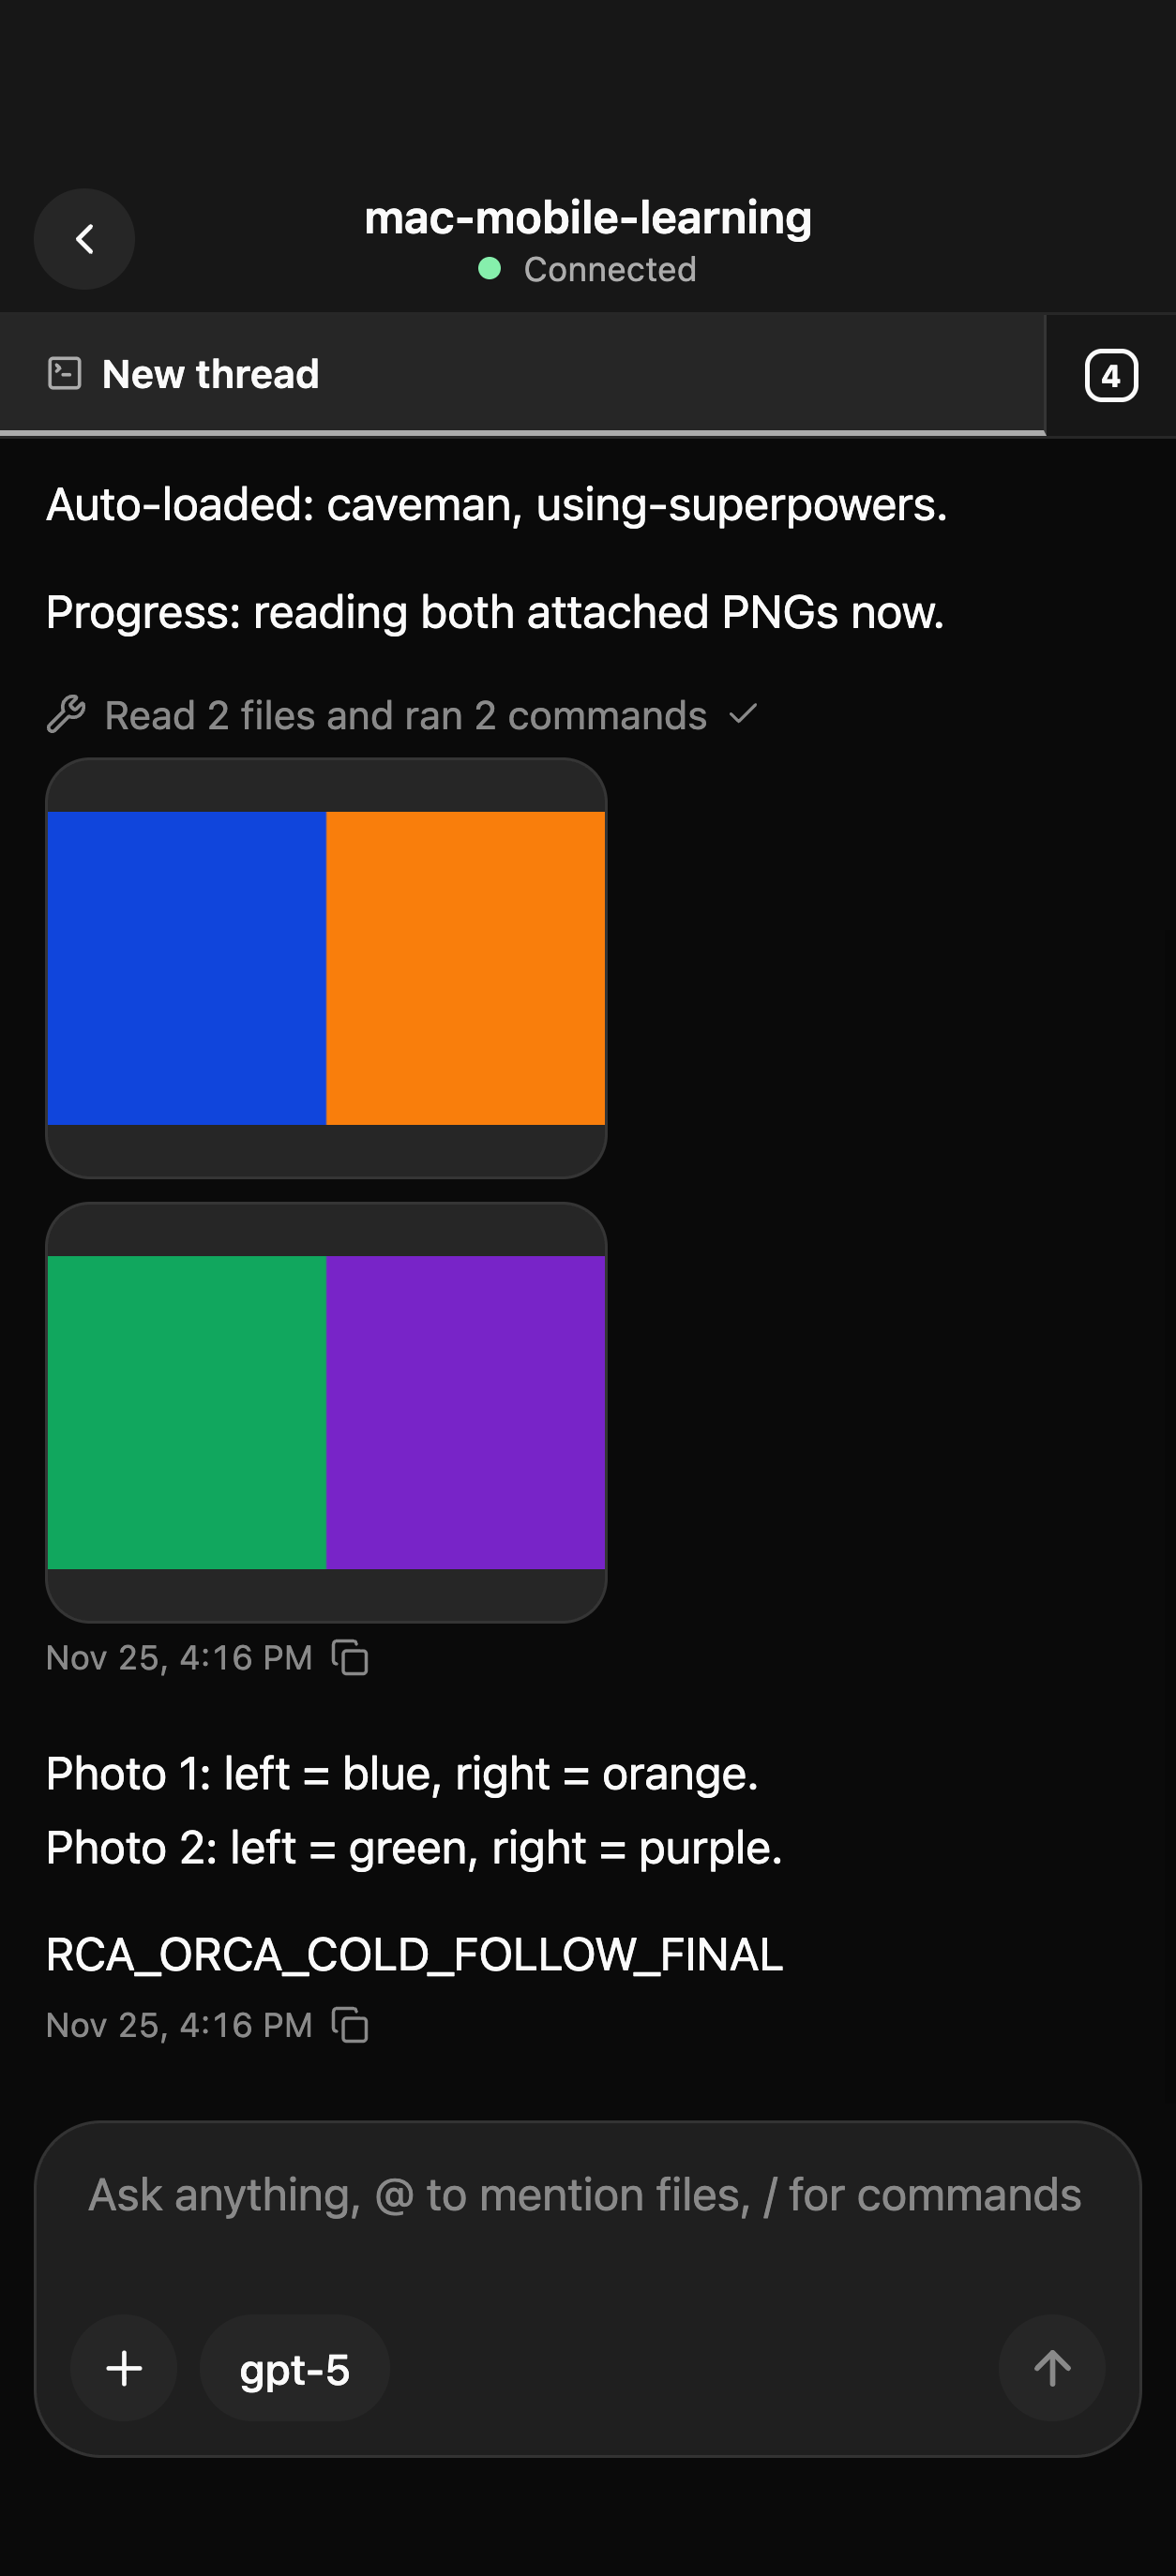 mac-mobile-learning
Connected
New thread
4
Auto-loaded: caveman, using-superpowers.
Progress: reading both attached PNGs now.
Read 2 files and ran 2 commands
Nov 25, 4:16 PM
Photo 1: left = blue, right = orange.
Photo 2: left = green, right = purple.
RCA_ORCA_COLD_FOLLOW_FINAL
Nov 25, 4:16 PM
Ask anything, @ to mention files, / for commands
gpt-5